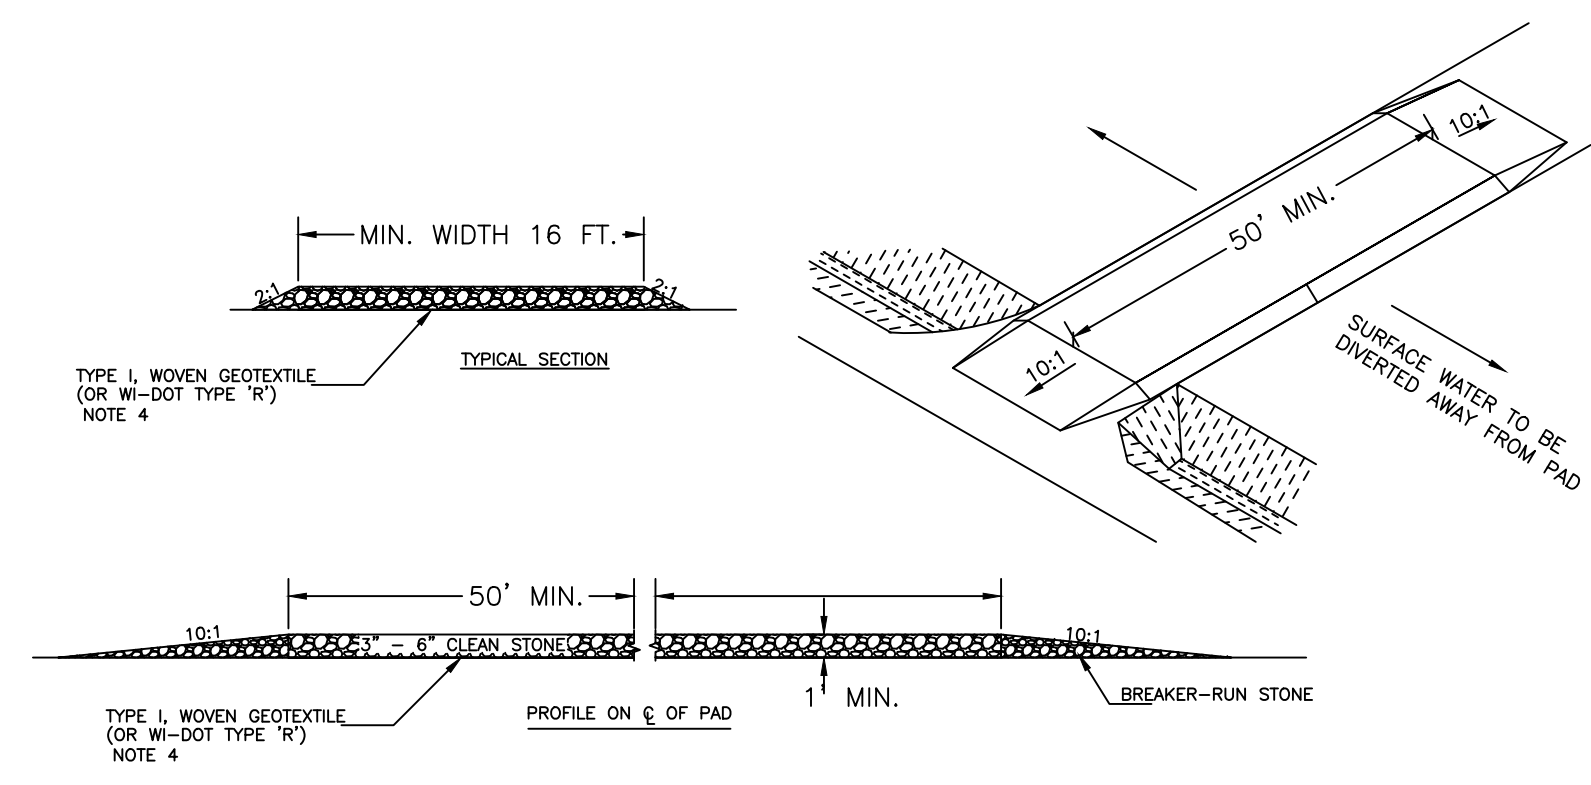 MIN. WIDTH 16 FT.
2:1
2:1
TYPE I, WOVEN GEOTEXTILE
(OR WI-DOT TYPE 'R')
NOTE 4
TYPICAL SECTION
10:1
50' MIN.
10:1
SURFACE WATER TO BE
DIVERTED AWAY FROM PAD
50' MIN.
10:1
3" - 6" CLEAN STONE
10:1
1' MIN.
BREAKER-RUN STONE
TYPE I, WOVEN GEOTEXTILE
(OR WI-DOT TYPE 'R')
NOTE 4
PROFILE ON ℄ OF PAD